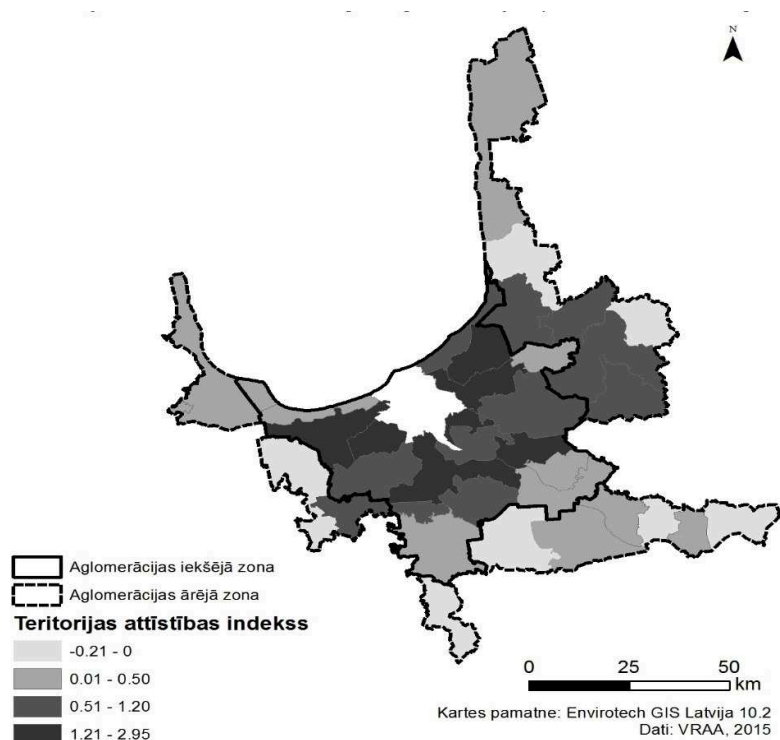 N
Aglomerācijas iekšējā zona
Aglomerācijas ārējā zona
Teritorijas attīstības indekss
-0.21 - 0
0.01 - 0.50
0.51 - 1.20
1.21 - 2.95
0 25 50
km
Kartes pamatne: Envirotech GIS Latvija 10.2
Dati: VRAA, 2015